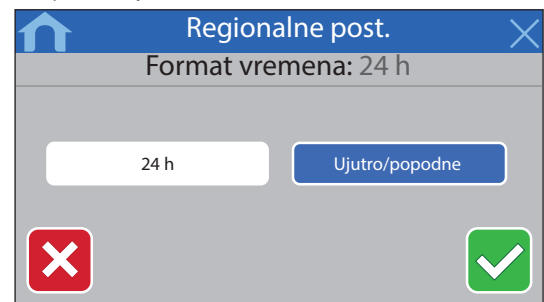 Regionalne post.
Format vremena: 24 h
24 h
Ujutro/popodne